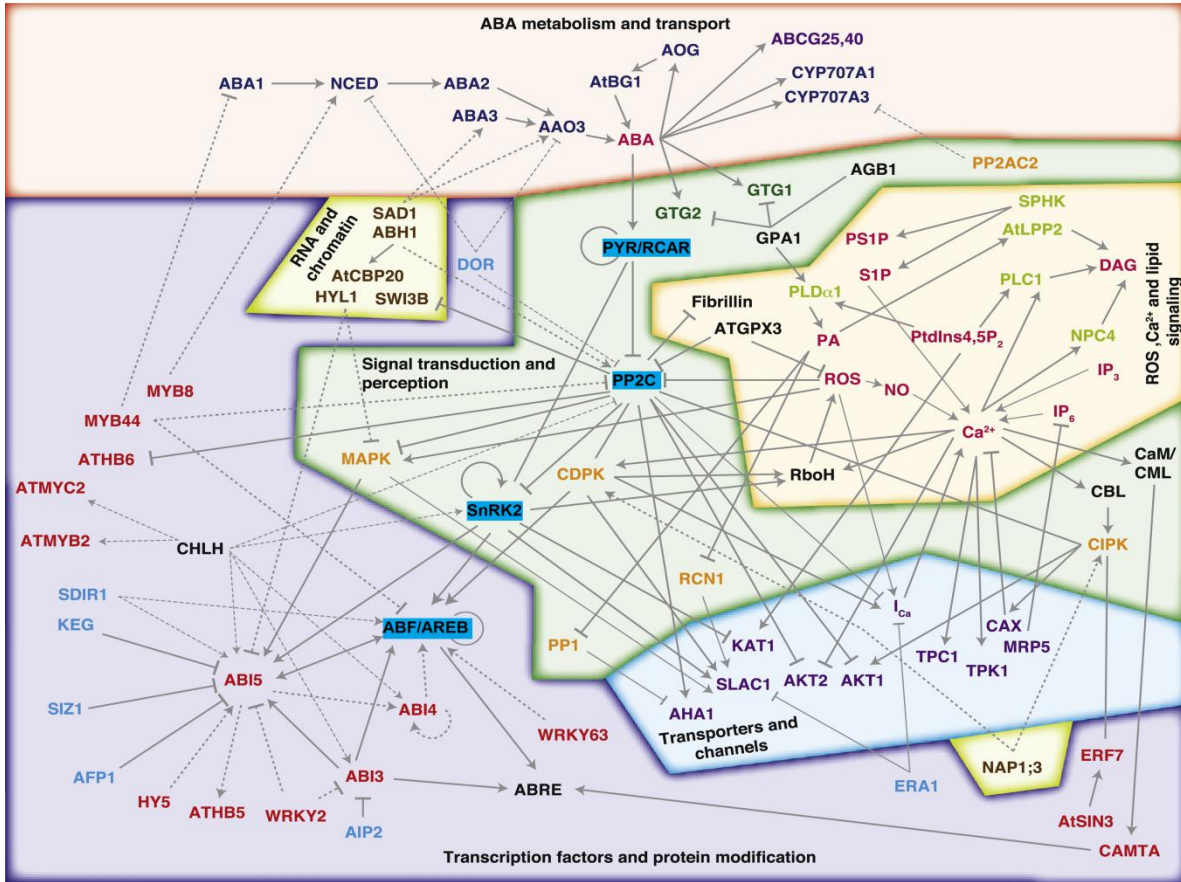 ABA metabolism and transport
ABCG25,40
AOG
ABA1
NCED
ABA2
AtBG1
CYP707A1
CYP707A3
ABA3
AAO3
ABA
PP2AC2
AGB1
GTG1
SPHK
RNA and
chromatin
SAD1
ABH1
GTG2
AtLPP2
PYR/RCAR
GPA1
PS1P
DOR
AtCBP20
S1P
PLC1
DAG
HYL1
SWI3B
PLDα1
Fibrillin
ATGPX3
PA
PtdIns4,5P2
NPC4
ROS ,Ca2+ and lipid
signaling
Signal transduction and
perception
PP2C
ROS
NO
IP3
MYB8
MYB44
IP6
Ca2+
ATHB6
MAPK
CDPK
RboH
CaM/
CML
ATMYC2
CBL
SnRK2
ATMYB2
CHLH
CIPK
RCN1
SDIR1
KEG
ICa
ABF/AREB
CAX
PP1
KAT1
TPC1
MRP5
TPK1
ABI5
SLAC1
AKT2
AKT1
SIZ1
ABI4
AHA1
WRKY63
Transporters and
channels
AFP1
ABI3
ABRE
ERA1
NAP1;3
ERF7
HY5
ATHB5
WRKY2
AIP2
AtSIN3
CAMTA
Transcription factors and protein modification